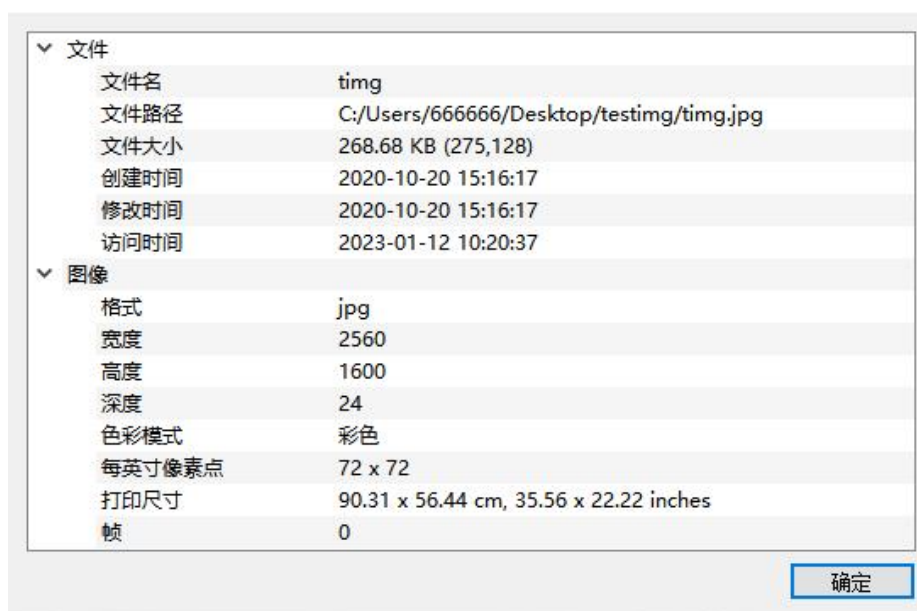 文件
文件名 timg
文件路径 C:/Users/666666/Desktop/testimg/timg.jpg
文件大小 268.68 KB (275,128)
创建时间 2020-10-20 15:16:17
修改时间 2020-10-20 15:16:17
访问时间 2023-01-12 10:20:37
图像
格式 jpg
宽度 2560
高度 1600
深度 24
色彩模式 彩色
每英寸像素点 72 x 72
打印尺寸 90.31 x 56.44 cm, 35.56 x 22.22 inches
帧 0
确定